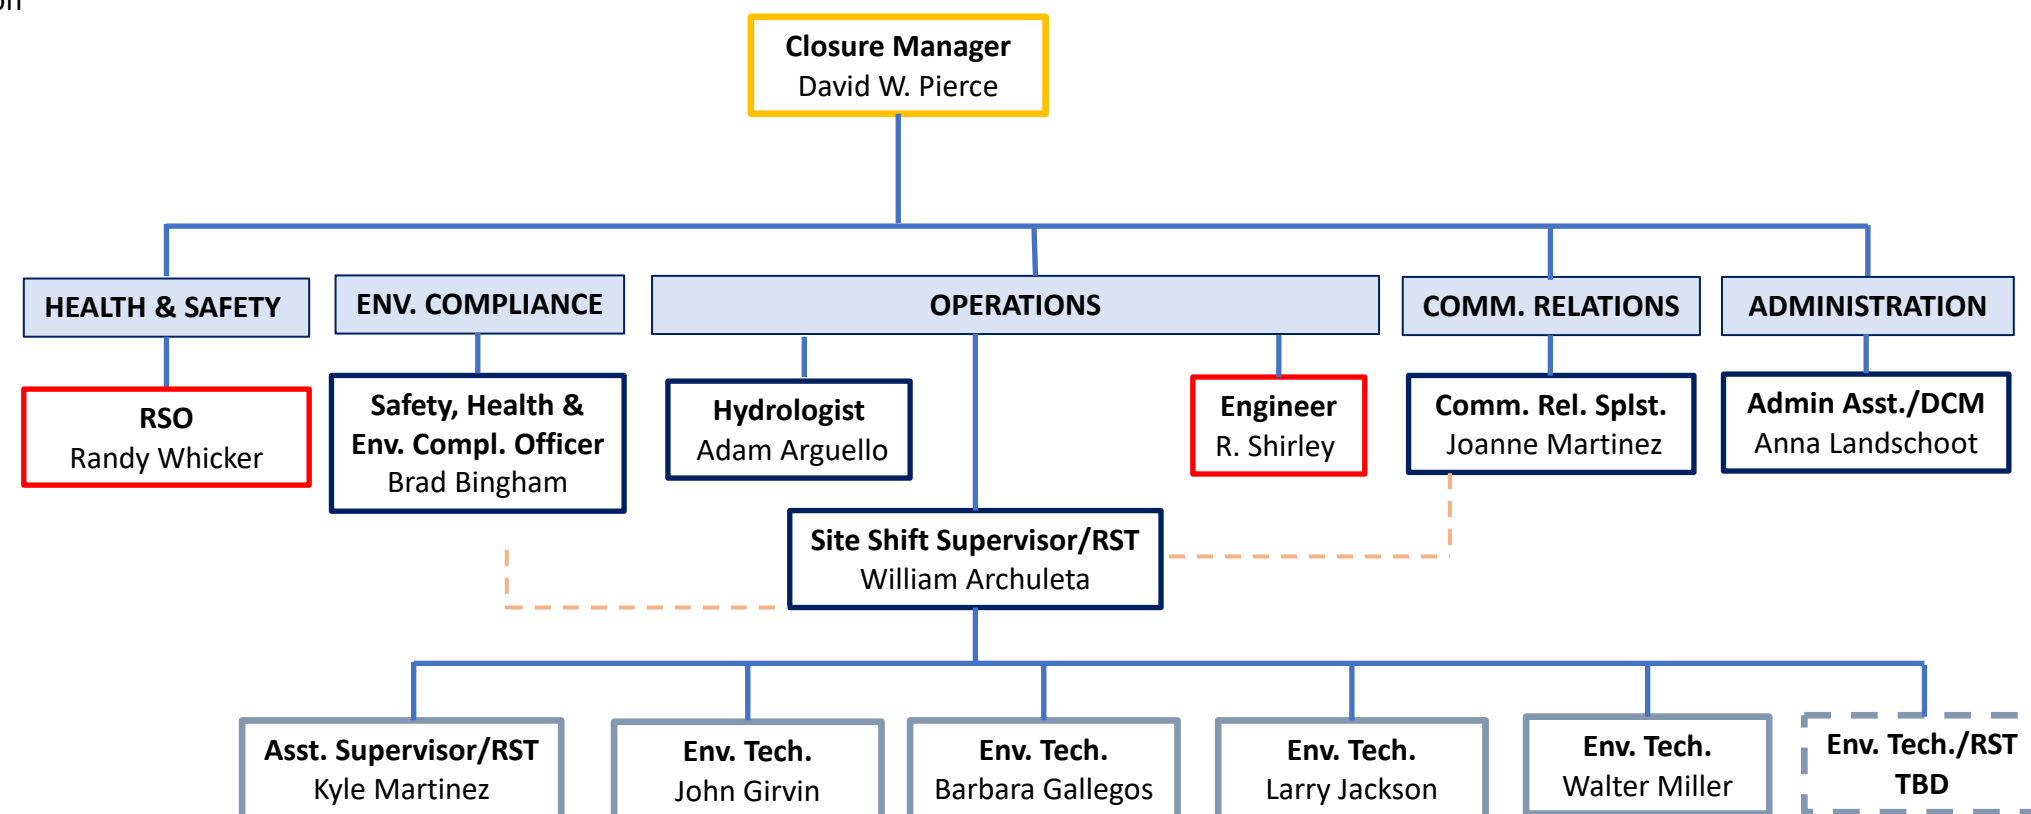 Closure Manager
David W. Pierce
HEALTH & SAFETY
ENV. COMPLIANCE
OPERATIONS
COMM. RELATIONS
ADMINISTRATION
RSO
Randy Whicker
Safety, Health &
Env. Compl. Officer
Brad Bingham
Hydrologist
Adam Arguello
Engineer
R. Shirley
Comm. Rel. Splst.
Joanne Martinez
Admin Asst./DCM
Anna Landschoot
Site Shift Supervisor/RST
William Archuleta
Asst. Supervisor/RST
Kyle Martinez
Env. Tech.
John Girvin
Env. Tech.
Barbara Gallegos
Env. Tech.
Larry Jackson
Env. Tech.
Walter Miller
Env. Tech./RST
TBD